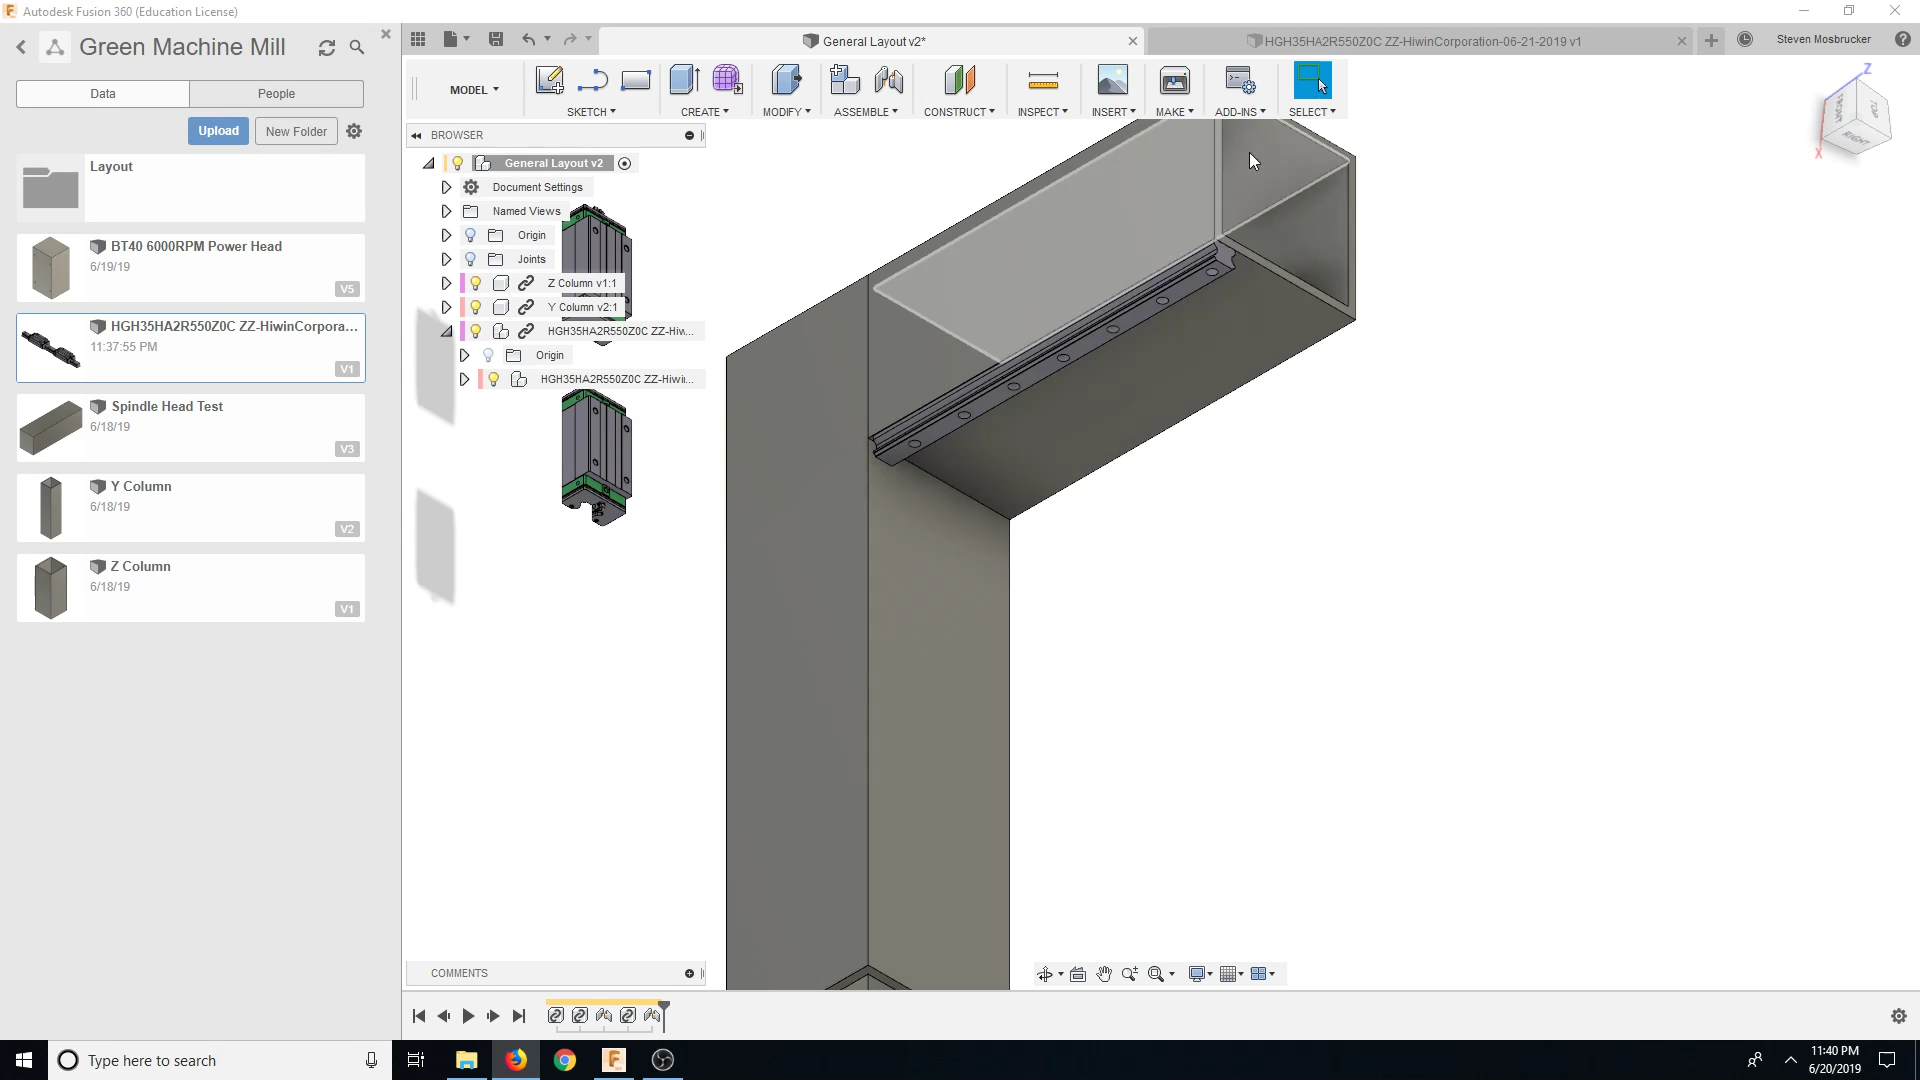 Autodesk Fusion 360 (Education License)
Green Machine Mill
Data
People
Upload
New Folder
Layout
BT40 6000RPM Power Head
6/19/19
V5
HGH35HA2R550Z0C ZZ-HiwinCorpora...
11:37:55 PM
V1
Spindle Head Test
6/18/19
V3
Y Column
6/18/19
V2
Z Column
6/18/19
V1
General Layout v2*
HGH35HA2R550Z0C ZZ-HiwinCorporation-06-21-2019 v1
Steven Mosbrucker
MODEL
SKETCH
CREATE
MODIFY
ASSEMBLE
CONSTRUCT
INSPECT
INSERT
MAKE
ADD-INS
SELECT
BROWSER
General Layout v2
Document Settings
Named Views
Origin
Joints
Z Column v1:1
Y Column v2:1
HGH35HA2R550Z0C ZZ-Hiw...
Origin
HGH35HA2R550Z0C ZZ-Hiwi...
Z
FRONT
TOP
RIGHT
X
COMMENTS
Type here to search
11:40 PM
6/20/2019